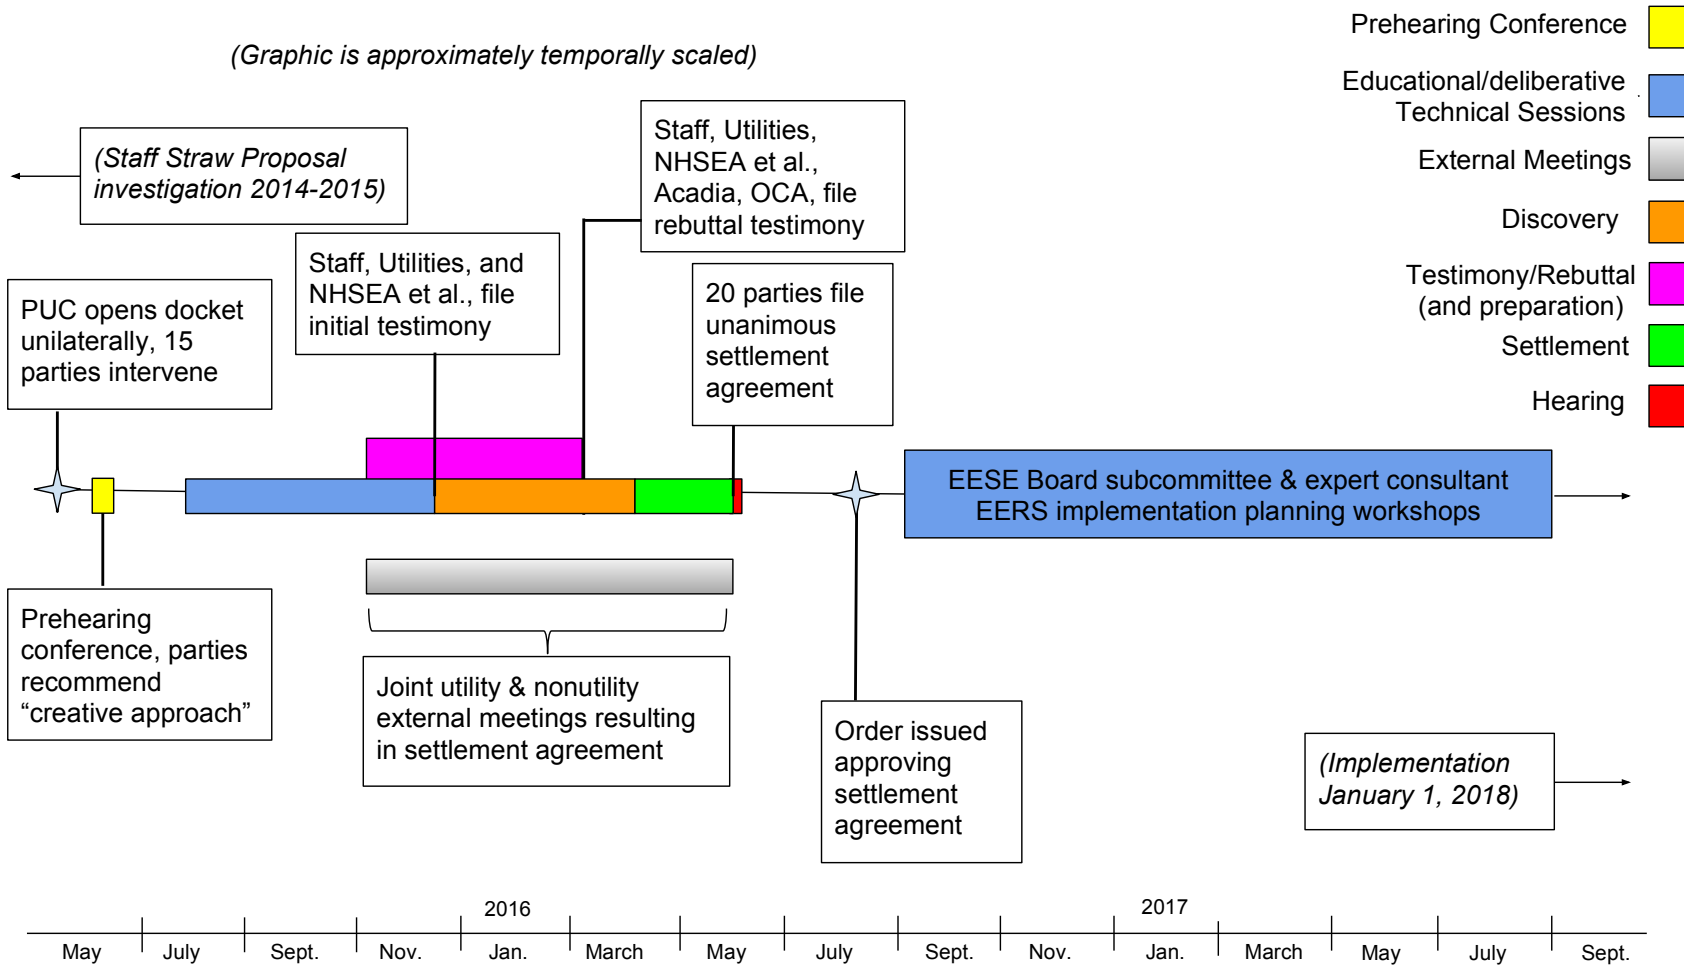 (Graphic is approximately temporally scaled)
Prehearing Conference
Educational/deliberative
Technical Sessions
External Meetings
Discovery
Testimony/Rebuttal
(and preparation)
Settlement
Hearing
(Staff Straw Proposal
investigation 2014-2015)
Staff, Utilities,
NHSEA et al.,
Acadia, OCA, file
rebuttal testimony
Staff, Utilities, and
NHSEA et al., file
initial testimony
PUC opens docket
unilaterally, 15
parties intervene
20 parties file
unanimous
settlement
agreement
EESE Board subcommittee & expert consultant
EERS implementation planning workshops
Prehearing
conference, parties
recommend
“creative approach”
Joint utility & nonutility
external meetings resulting
in settlement agreement
Order issued
approving
settlement
agreement
(Implementation
January 1, 2018)
2016 2017
May July Sept. Nov. Jan. March May July Sept. Nov. Jan. March May July Sept.